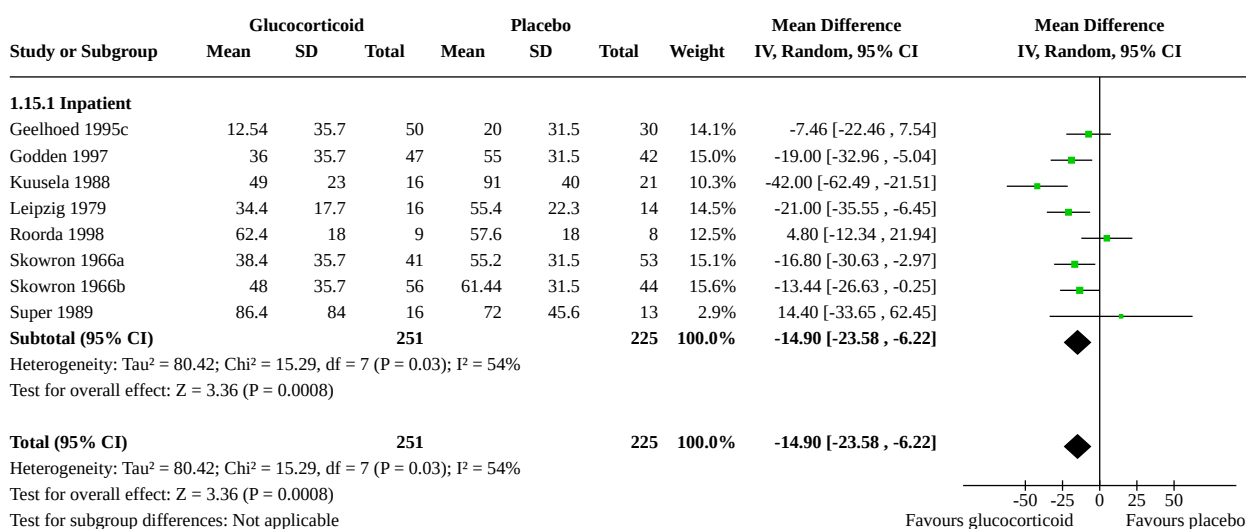 Glucocorticoid Placebo Mean Difference Mean Difference
Study or Subgroup Mean SD Total Mean SD Total Weight IV, Random, 95% CI IV, Random, 95% CI
1.15.1 Inpatient
Geelhoed 1995c 12.54 35.7 50 20 31.5 30 14.1% -7.46 [-22.46 , 7.54]
Godden 1997 36 35.7 47 55 31.5 42 15.0% -19.00 [-32.96 , -5.04]
Kuusela 1988 49 23 16 91 40 21 10.3% -42.00 [-62.49 , -21.51]
Leipzig 1979 34.4 17.7 16 55.4 22.3 14 14.5% -21.00 [-35.55 , -6.45]
Roorda 1998 62.4 18 9 57.6 18 8 12.5% 4.80 [-12.34 , 21.94]
Skowron 1966a 38.4 35.7 41 55.2 31.5 53 15.1% -16.80 [-30.63 , -2.97]
Skowron 1966b 48 35.7 56 61.44 31.5 44 15.6% -13.44 [-26.63 , -0.25]
Super 1989 86.4 84 16 72 45.6 13 2.9% 14.40 [-33.65 , 62.45]
Subtotal (95% CI) 251 225 100.0% -14.90 [-23.58 , -6.22]
Heterogeneity: Tau² = 80.42; Chi² = 15.29, df = 7 (P = 0.03); I² = 54%
Test for overall effect: Z = 3.36 (P = 0.0008)
Total (95% CI) 251 225 100.0% -14.90 [-23.58 , -6.22]
Heterogeneity: Tau² = 80.42; Chi² = 15.29, df = 7 (P = 0.03); I² = 54%
Test for overall effect: Z = 3.36 (P = 0.0008) -50 -25 0 25 50
Test for subgroup differences: Not applicable Favours glucocorticoid Favours placebo